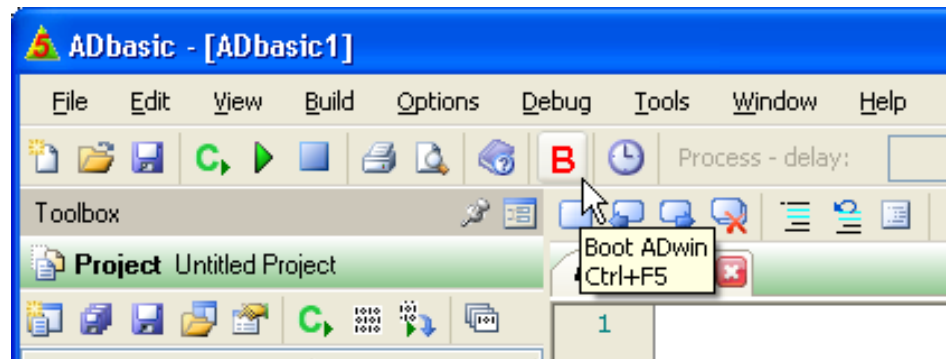 ADbasic - [ADbasic1]
File Edit View Build Options Debug Tools Window Help
C B Process - delay:
Toolbox
Project Untitled Project
Boot ADwin
Ctrl+F5
C
1